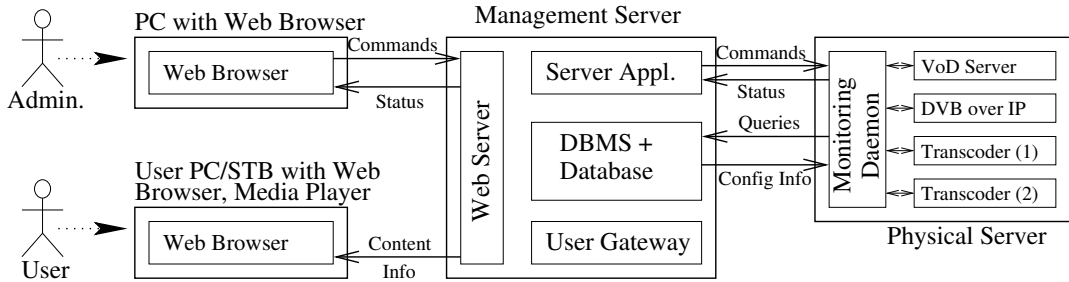 Management Server
PC with Web Browser
Commands
Web Browser
Status
Admin.
Server Appl.
Commands
Status
VoD Server
DVB over IP
Queries
Monitoring
Daemon
Web Server
DBMS +
Database
Transcoder (1)
Config Info
Transcoder (2)
User PC/STB with Web
Browser, Media Player
Web Browser
Content
Info
User Gateway
Physical Server
User